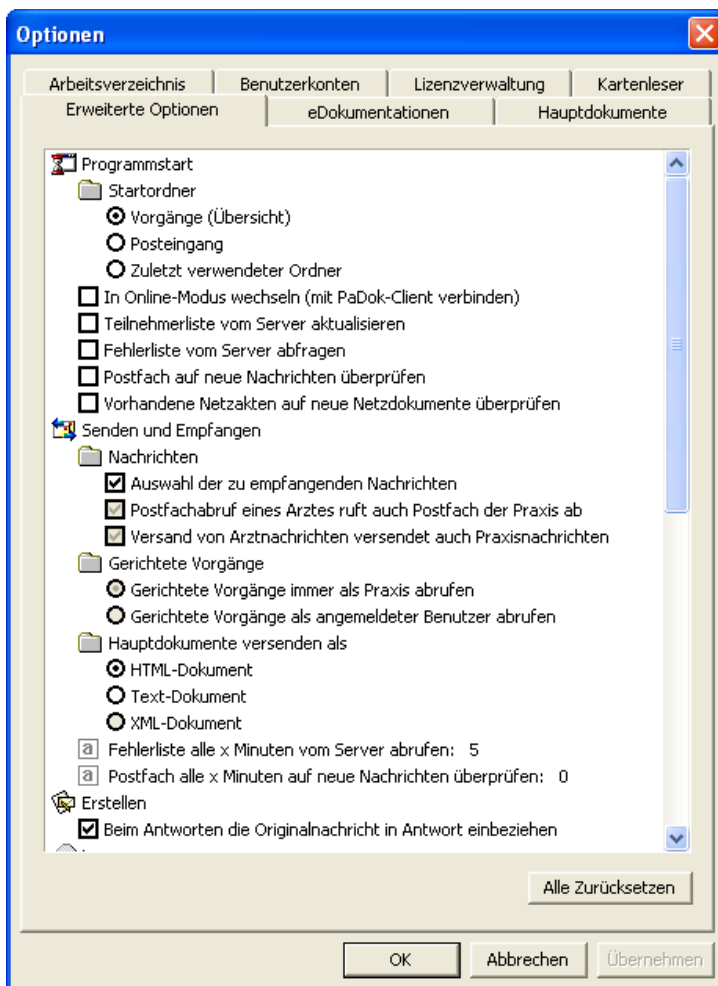 Optionen
Arbeitsverzeichnis Benutzerkonten Lizenzverwaltung Kartenleser
Erweiterte Optionen eDokumentationen Hauptdokumente
Programmstart
Startordner
Vorgänge (Übersicht)
Posteingang
Zuletzt verwendeter Ordner
In Online-Modus wechseln (mit PaDok-Client verbinden)
Teilnehmerliste vom Server aktualisieren
Fehlerliste vom Server abfragen
Postfach auf neue Nachrichten überprüfen
Vorhandene Netzakten auf neue Netzdokumente überprüfen
Senden und Empfangen
Nachrichten
Auswahl der zu empfangenden Nachrichten
Postfachabruf eines Arztes ruft auch Postfach der Praxis ab
Versand von Arztnachrichten versendet auch Praxisnachrichten
Gerichtete Vorgänge
Gerichtete Vorgänge immer als Praxis abrufen
Gerichtete Vorgänge als angemeldeter Benutzer abrufen
Hauptdokumente versenden als
HTML-Dokument
Text-Dokument
XML-Dokument
a Fehlerliste alle x Minuten vom Server abrufen: 5
a Postfach alle x Minuten auf neue Nachrichten überprüfen: 0
Erstellen
Beim Antworten die Originalnachricht in Antwort einbeziehen
Alle Zurücksetzen
OK Abbrechen Übernehmen